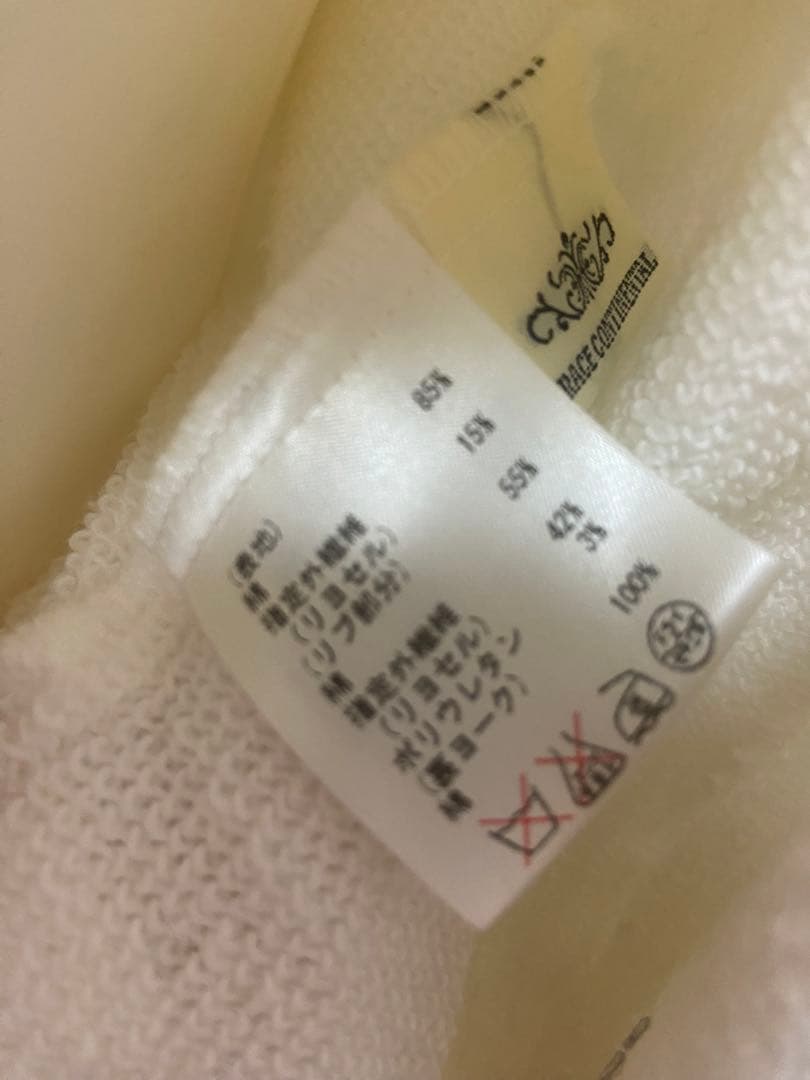 RACE CONTINENTAL
(表地)
綿 85%
指定外繊維
(リヨセル) 15%
(リブ部分)
綿 55%
指定外繊維
(リヨセル) 42%
ポリウレタン 3%
(裏ヨーク)
綿 100%